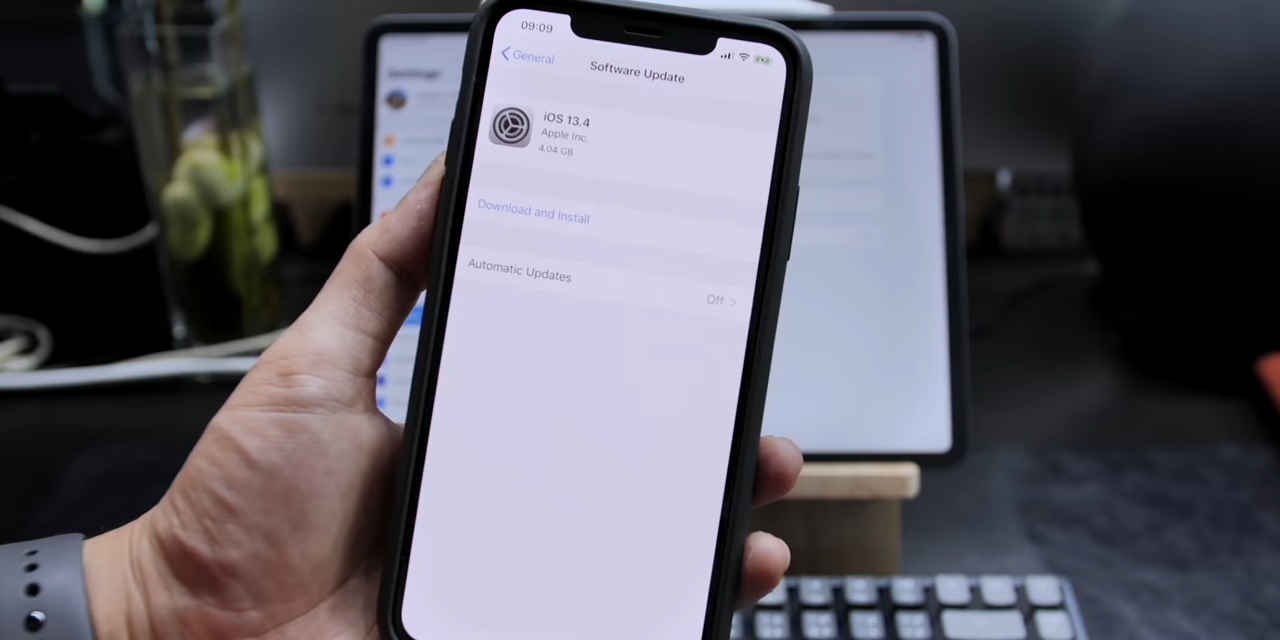 09:09
General
Software Update
iOS 13.4
Apple Inc.
4.04 GB
Download and Install
Automatic Updates
Off
Settings